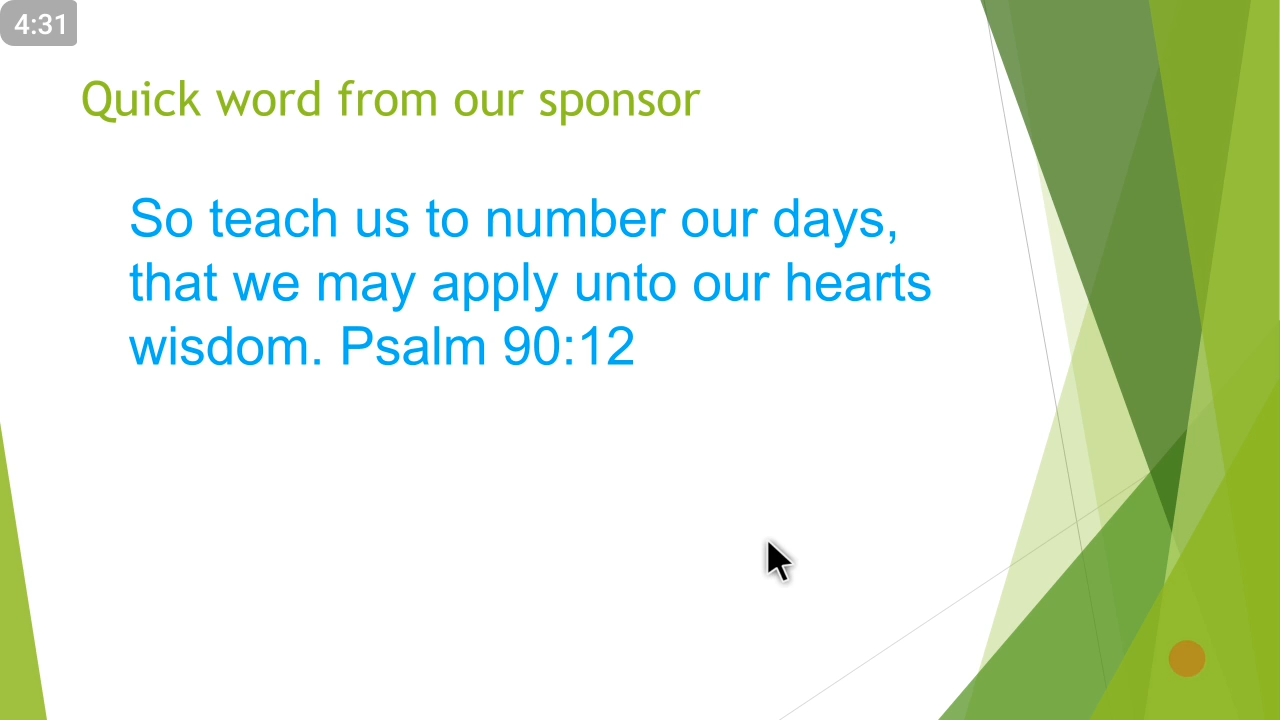 4:31
Quick word from our sponsor
So teach us to number our days,
that we may apply unto our hearts
wisdom. Psalm 90:12